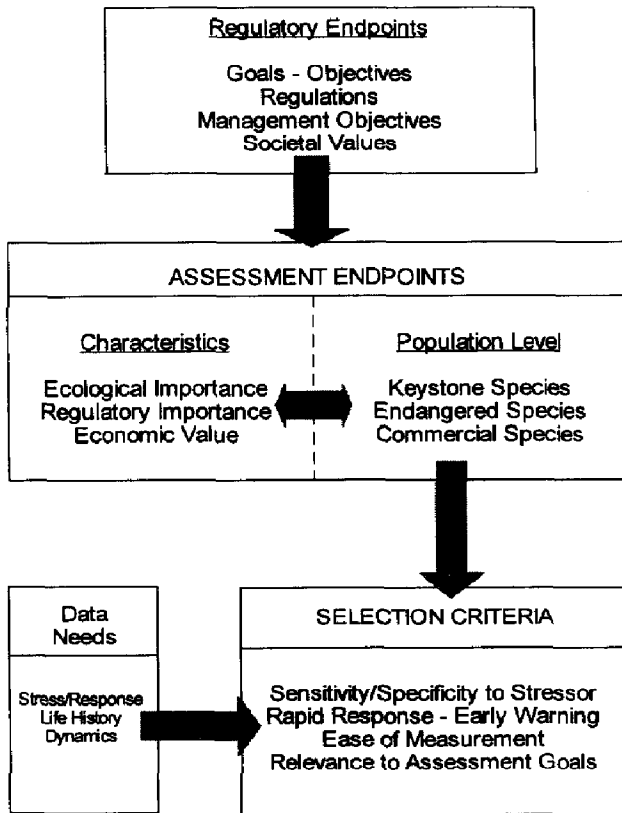 Regulatory Endpoints
Goals - Objectives
Regulations
Management Objectives
Societal Values
ASSESSMENT ENDPOINTS
Characteristics
Ecological Importance
Regulatory Importance
Economic Value
Population Level
Keystone Species
Endangered Species
Commercial Species
Data
Needs
Stress/Response
Life History
Dynamics
SELECTION CRITERIA
Sensitivity/Specificity to Stressor
Rapid Response - Early Warning
Ease of Measurement
Relevance to Assessment Goals